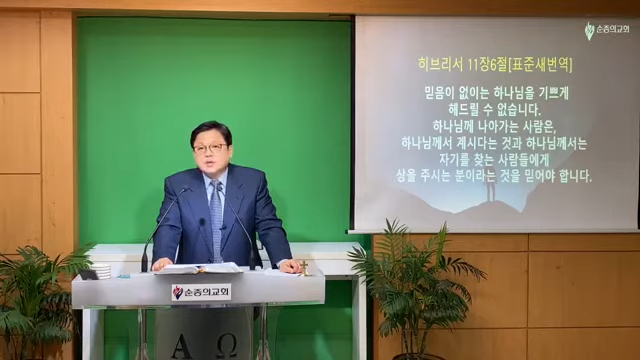 순종의교회
히브리서 11장6절[표준새번역]
믿음이 없이는 하나님을 기쁘게
해드릴 수 없습니다.
하나님께 나아가는 사람은,
하나님께서 계시다는 것과 하나님께서는
자기를 찾는 사람들에게
상을 주시는 분이라는 것을 믿어야 합니다.
순종의교회
Α Ω